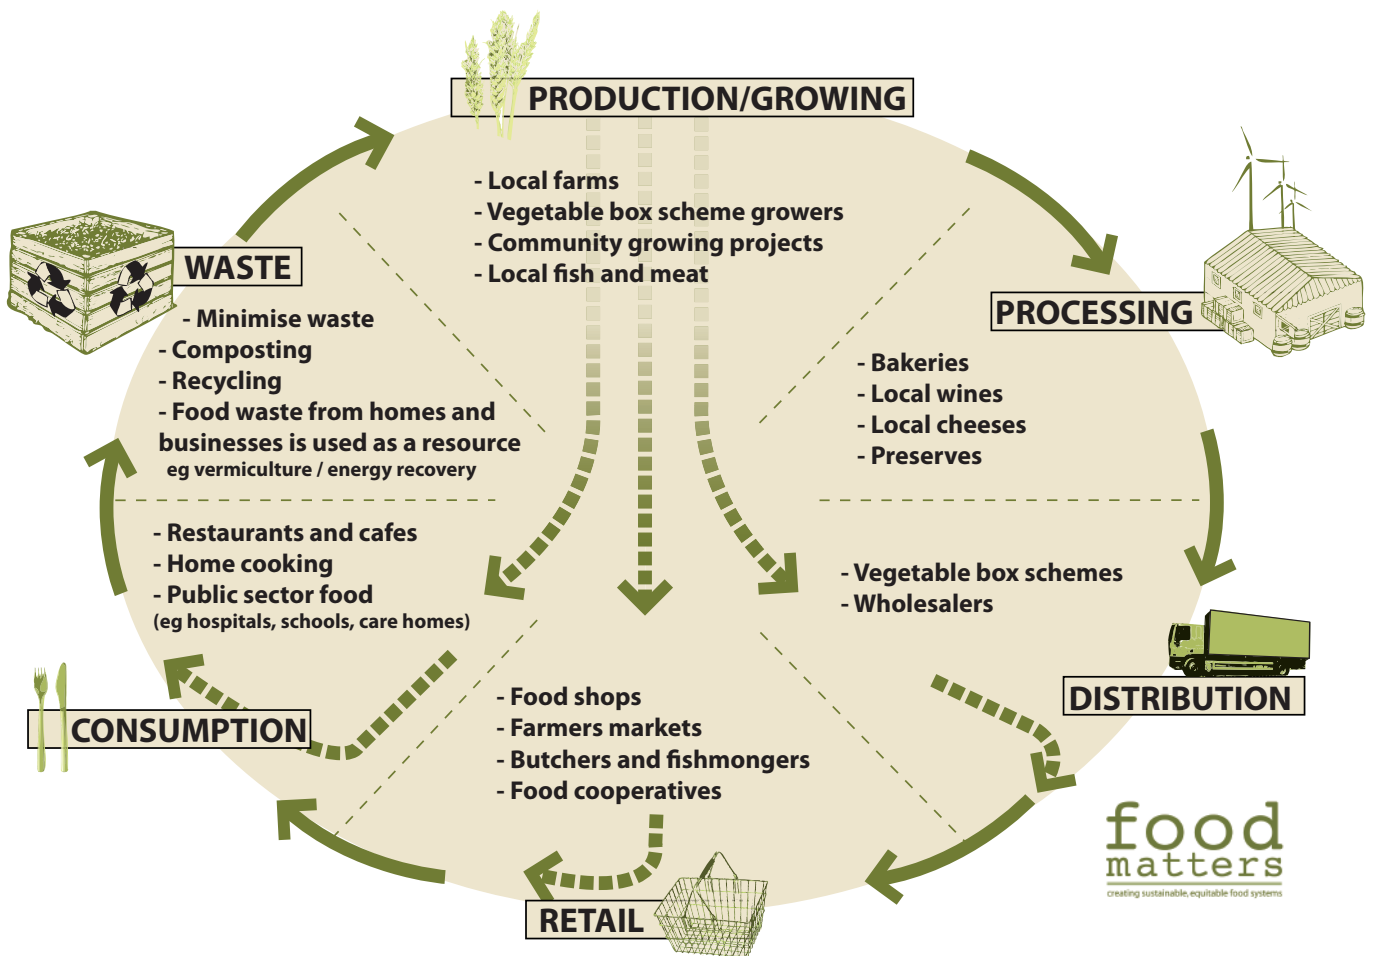 PRODUCTION/GROWING
- Local farms
- Vegetable box scheme growers
- Community growing projects
- Local fish and meat
PROCESSING
- Bakeries
- Local wines
- Local cheeses
- Preserves
- Vegetable box schemes
- Wholesalers
DISTRIBUTION
- Food shops
- Farmers markets
- Butchers and fishmongers
- Food cooperatives
RETAIL
- Restaurants and cafes
- Home cooking
- Public sector food
(eg hospitals, schools, care homes)
CONSUMPTION
WASTE
- Minimise waste
- Composting
- Recycling
- Food waste from homes and
businesses is used as a resource
eg vermiculture / energy recovery
food
matters
creating sustainable, equitable food systems